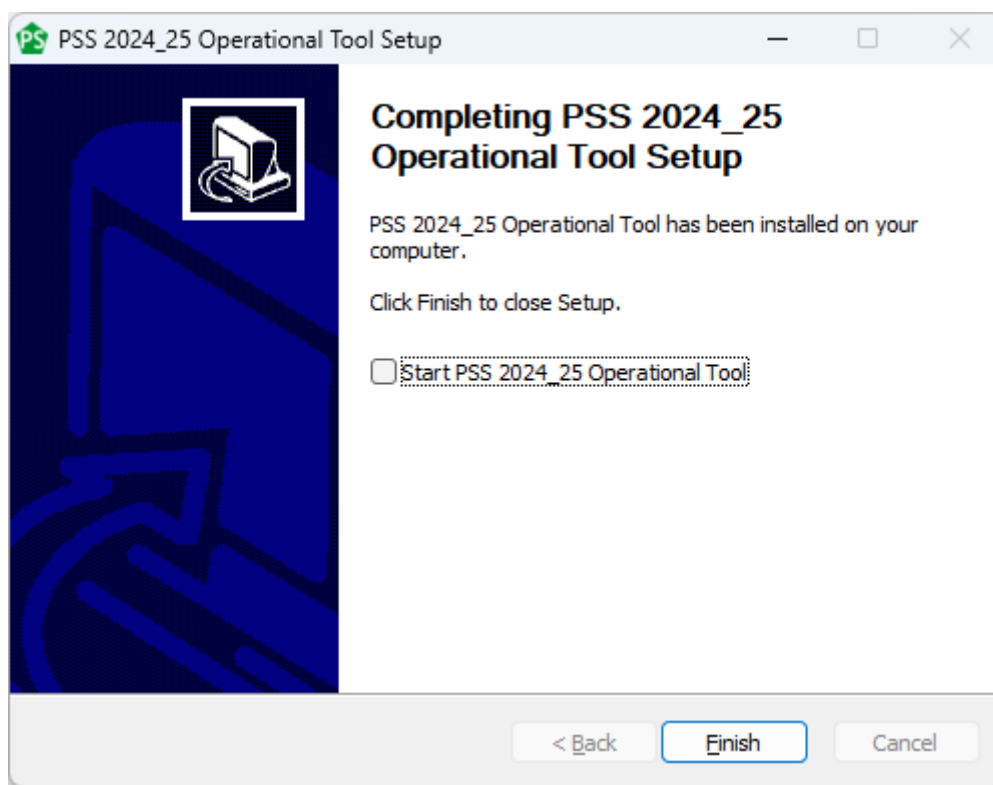 PS PSS 2024_25 Operational Tool Setup
Completing PSS 2024_25
Operational Tool Setup
PSS 2024_25 Operational Tool has been installed on your
computer.
Click Finish to close Setup.
Start PSS 2024_25 Operational Tool
< Back Finish Cancel